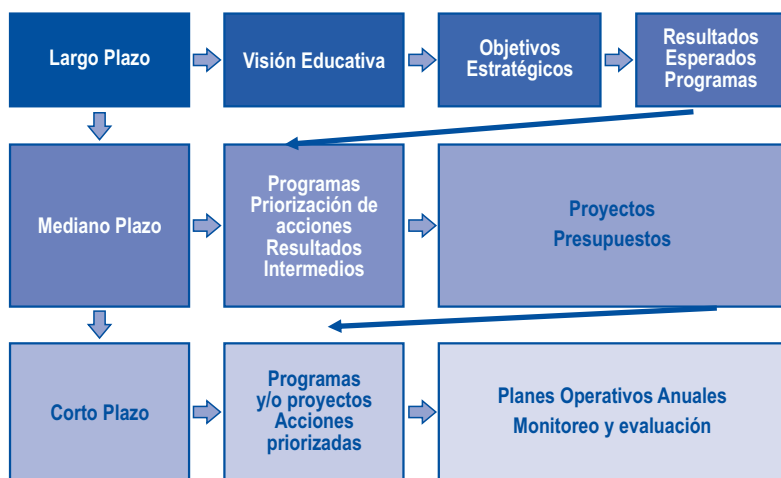 Largo Plazo
Visión Educativa
Objetivos
Estratégicos
Resultados
Esperados
Programas
Mediano Plazo
Programas
Priorización de
acciones
Resultados
Intermedios
Proyectos
Presupuestos
Corto Plazo
Programas
y/o proyectos
Acciones
priorizadas
Planes Operativos Anuales
Monitoreo y evaluación